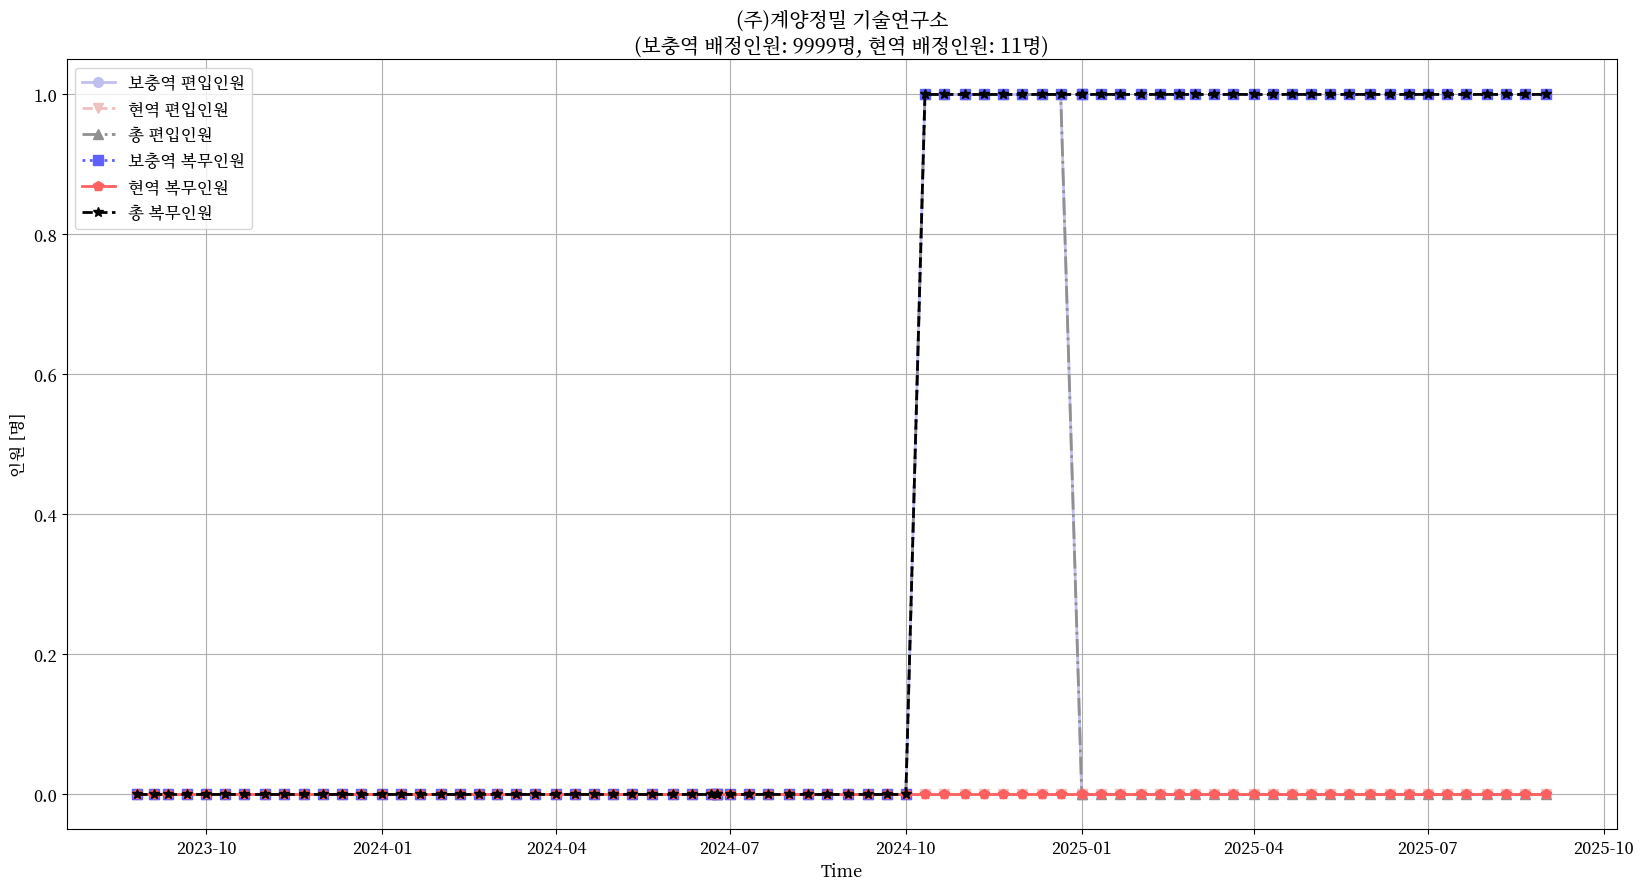 (주)계양정밀 기술연구소
(보충역 배정인원: 9999명, 현역 배정인원: 11명)
보충역 편입인원
현역 편입인원
총 편입인원
보충역 복무인원
현역 복무인원
총 복무인원
1.0
0.8
0.6
0.4
0.2
0.0
인원 [명]
2023-10
2024-01
2024-04
2024-07
2024-10
2025-01
2025-04
2025-07
2025-10
Time